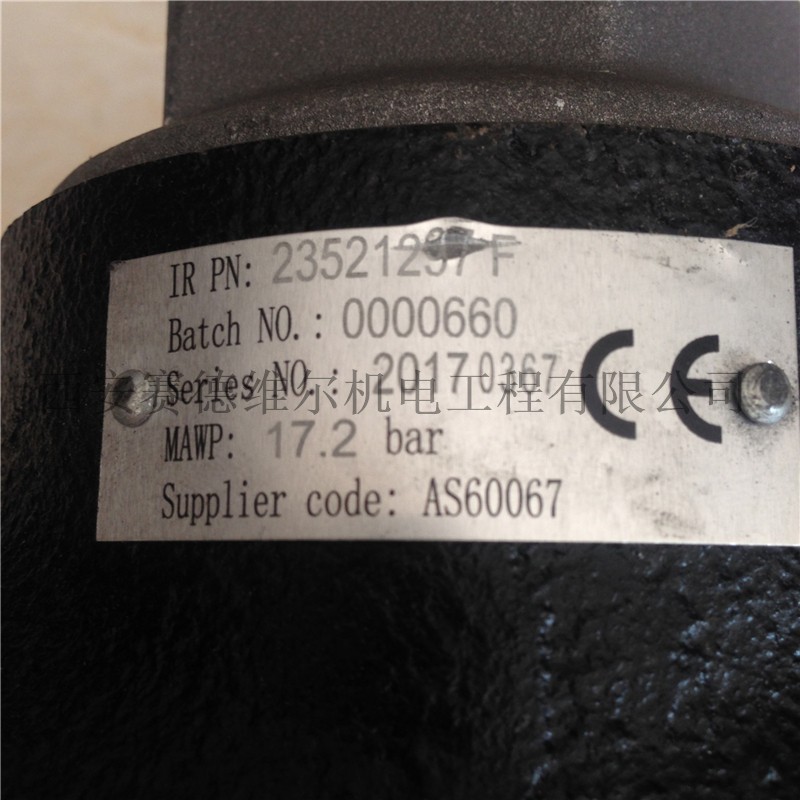 IR PN: 23521237 F
Batch NO.: 0000660
Series NO.: 20170367
MAWP: 17.2 bar
Supplier code: AS60067
CE
西安赛德维尔机电工程有限公司